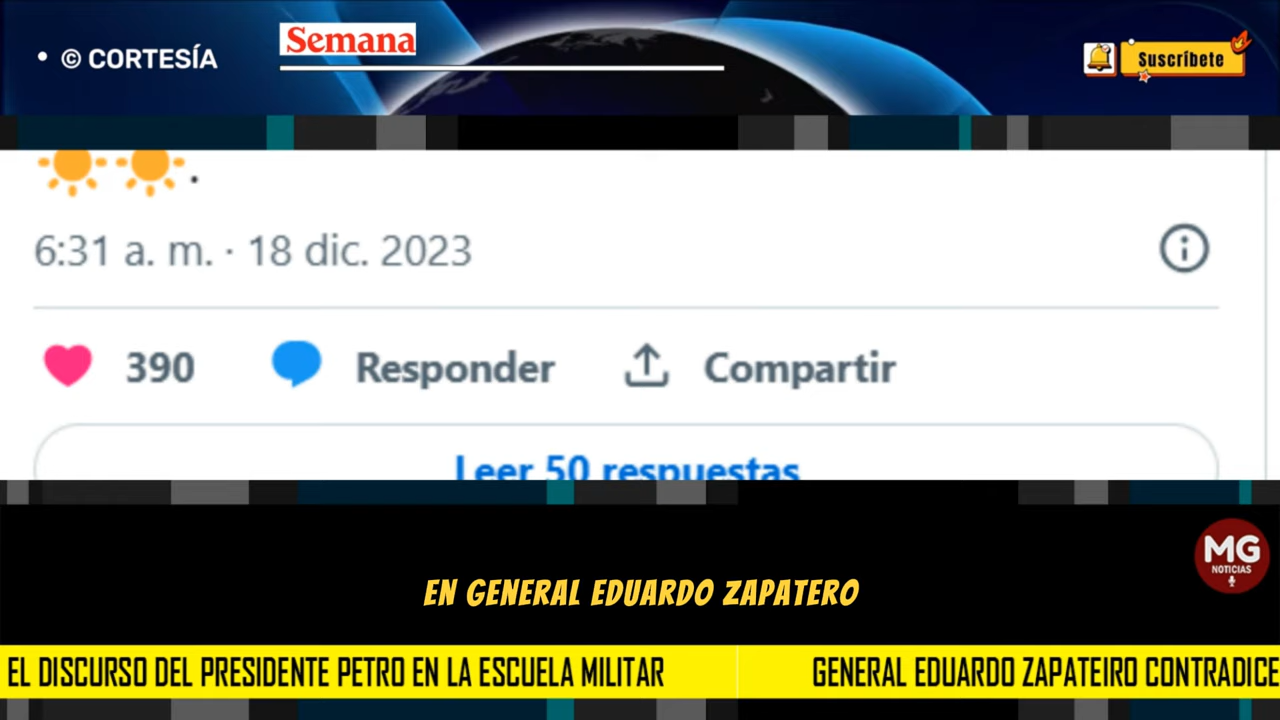 • © CORTESÍA
Semana
Suscríbete
.
6:31 a. m. · 18 dic. 2023
390 Responder Compartir
Leer 50 respuestas
MG
NOTICIAS
EN GENERAL EDUARDO ZAPATERO
EL DISCURSO DEL PRESIDENTE PETRO EN LA ESCUELA MILITAR GENERAL EDUARDO ZAPATEIRO CONTRADICE